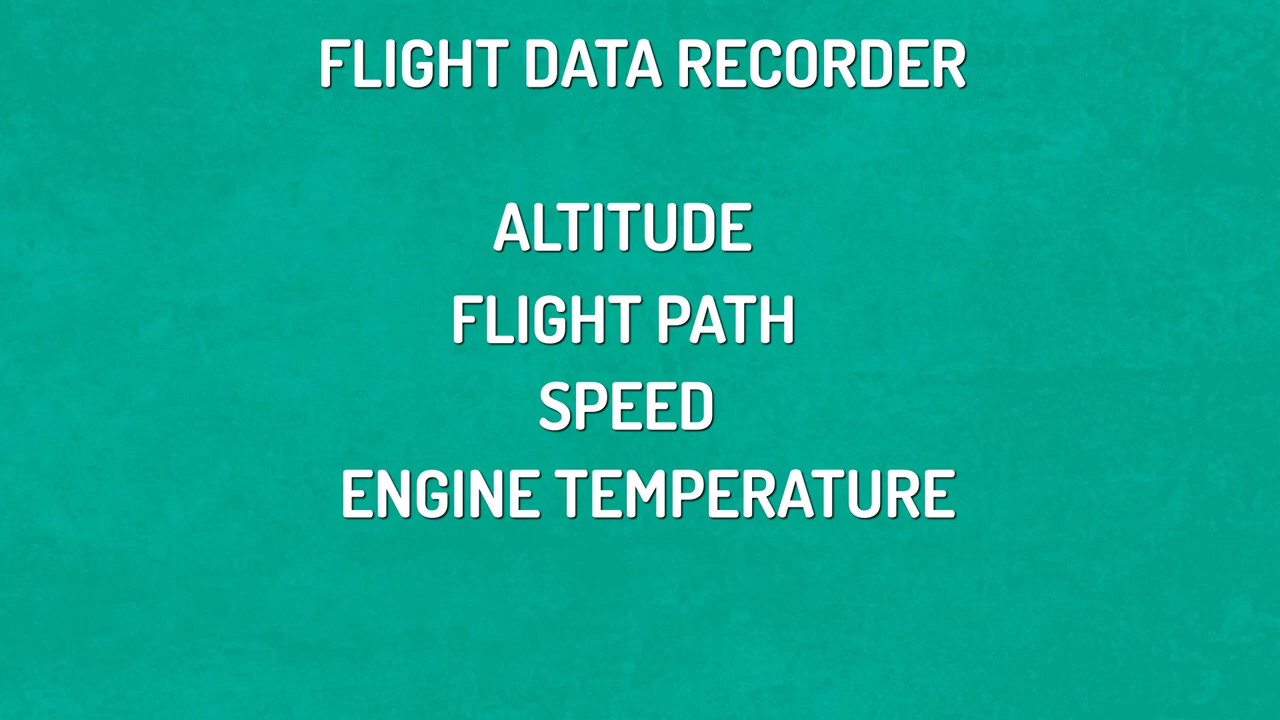 FLIGHT DATA RECORDER
ALTITUDE
FLIGHT PATH
SPEED
ENGINE TEMPERATURE